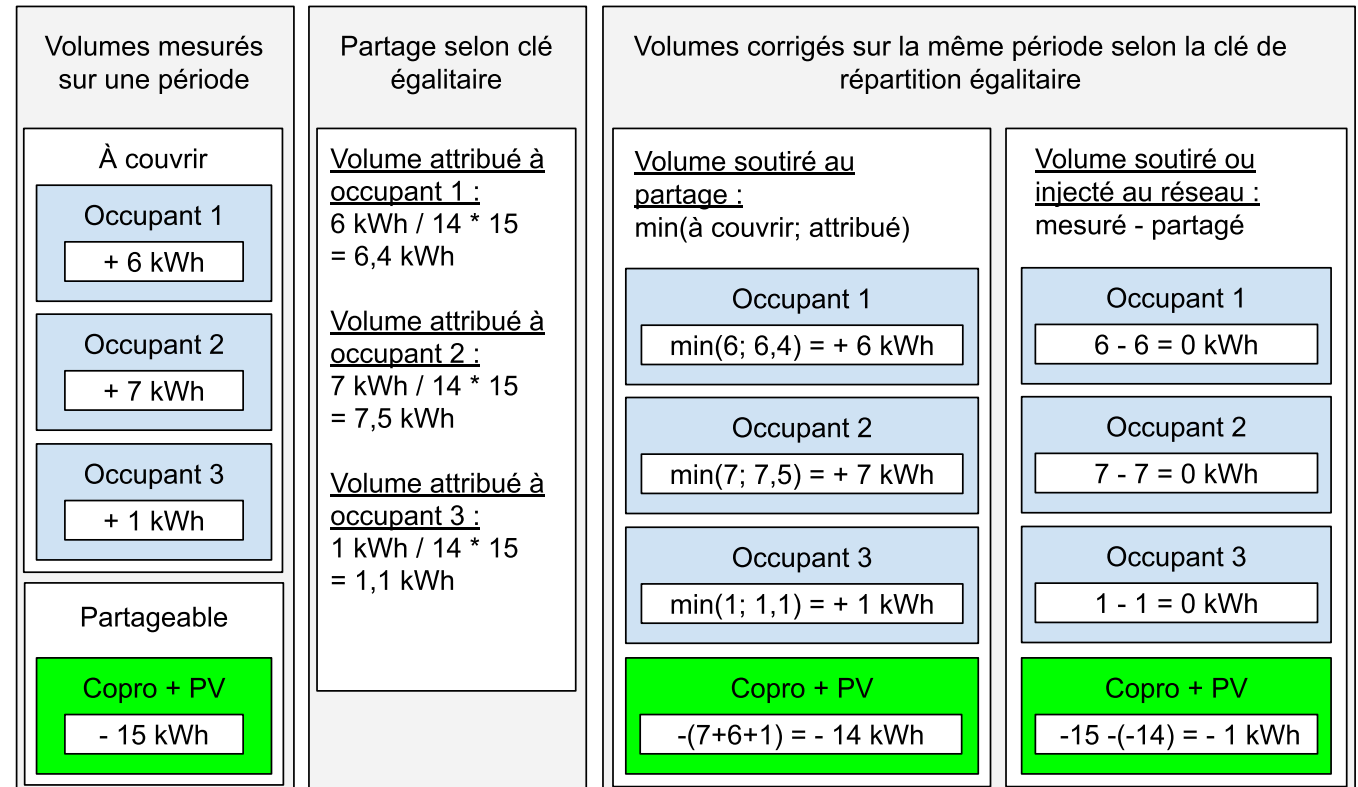 Volumes mesurés
sur une période
À couvrir
Occupant 1
+ 6 kWh
Occupant 2
+ 7 kWh
Occupant 3
+ 1 kWh
Partageable
Copro + PV
- 15 kWh
Partage selon clé
égalitaire
Volume attribué à
occupant 1 :
6 kWh / 14 * 15
= 6,4 kWh
Volume attribué à
occupant 2 :
7 kWh / 14 * 15
= 7,5 kWh
Volume attribué à
occupant 3 :
1 kWh / 14 * 15
= 1,1 kWh
Volumes corrigés sur la même période selon la clé de
répartition égalitaire
Volume soutiré au
partage :
min(à couvrir; attribué)
Occupant 1
min(6; 6,4) = + 6 kWh
Occupant 2
min(7; 7,5) = + 7 kWh
Occupant 3
min(1; 1,1) = + 1 kWh
Copro + PV
-(7+6+1) = - 14 kWh
Volume soutiré ou
injecté au réseau :
mesuré - partagé
Occupant 1
6 - 6 = 0 kWh
Occupant 2
7 - 7 = 0 kWh
Occupant 3
1 - 1 = 0 kWh
Copro + PV
-15 -(-14) = - 1 kWh